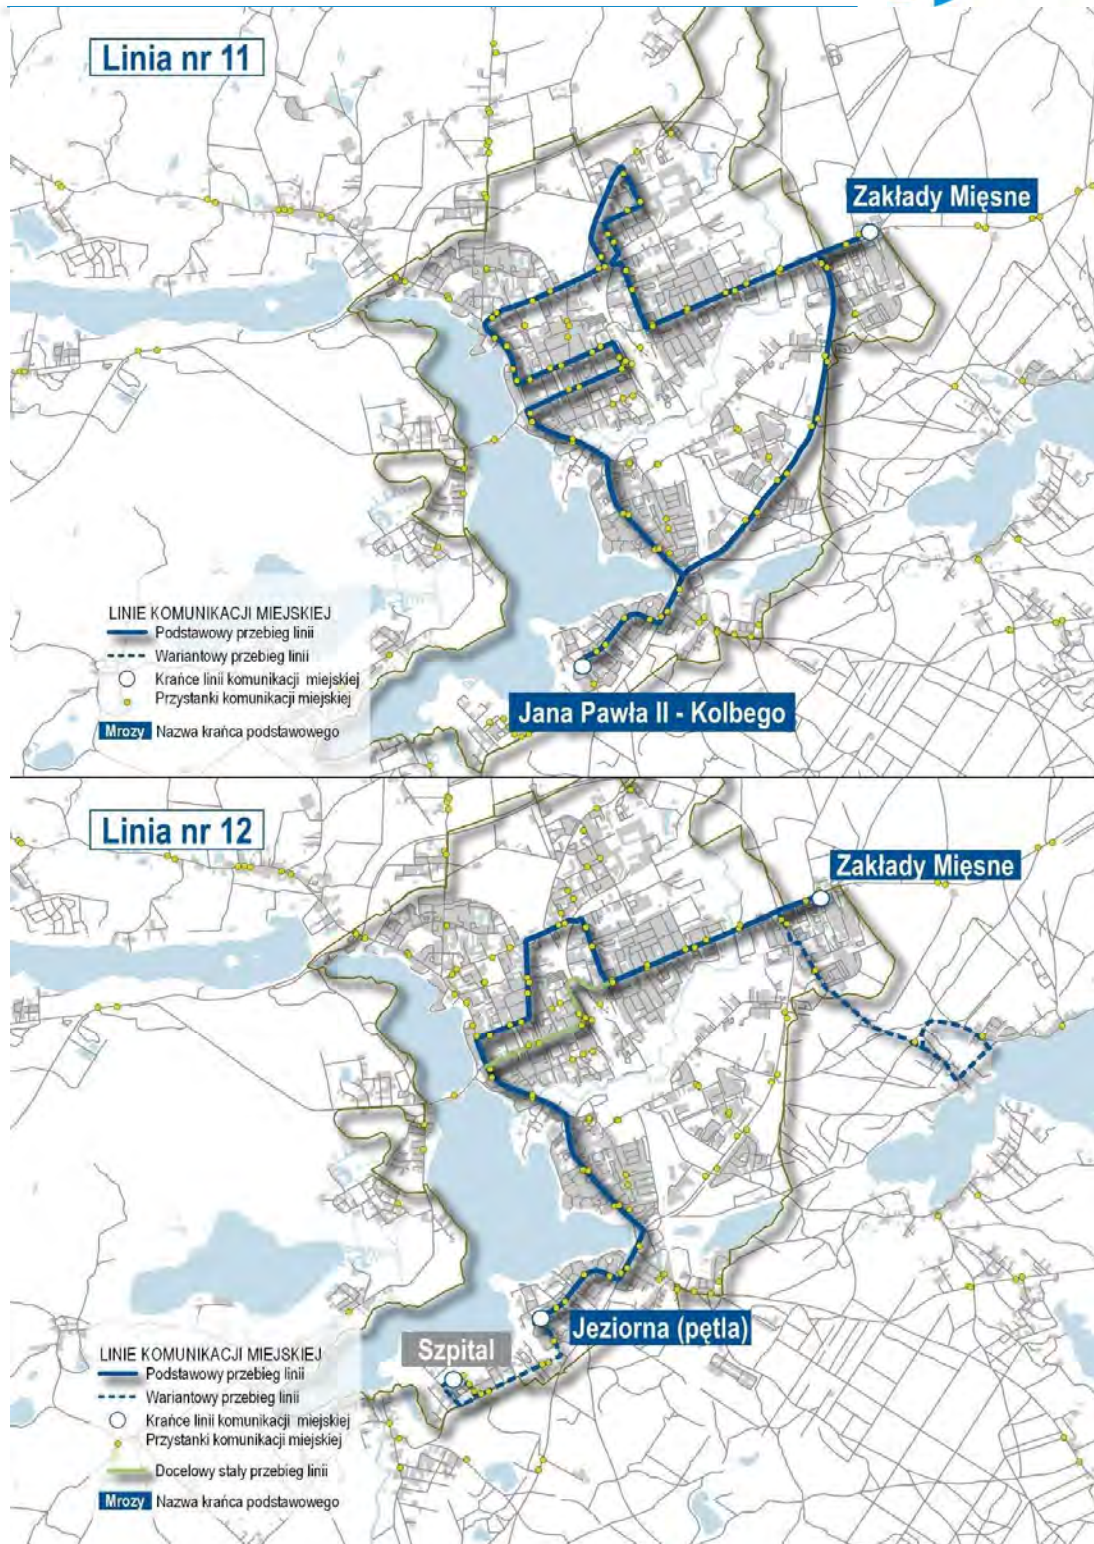 Linia nr 11
Zakłady Mięsne
LINIE KOMUNIKACJI MIEJSKIEJ
Podstawowy przebieg linii
Wariantowy przebieg linii
Krańce linii komunikacji miejskiej
Przystanki komunikacji miejskiej
Mrozy Nazwa krańca podstawowego
Jana Pawła II - Kolbego
Linia nr 12
Zakłady Mięsne
Jeziorna (pętla)
Szpital
LINIE KOMUNIKACJI MIEJSKIEJ
Podstawowy przebieg linii
Wariantowy przebieg linii
Krańce linii komunikacji miejskiej
Przystanki komunikacji miejskiej
Docelowy stały przebieg linii
Mrozy Nazwa krańca podstawowego